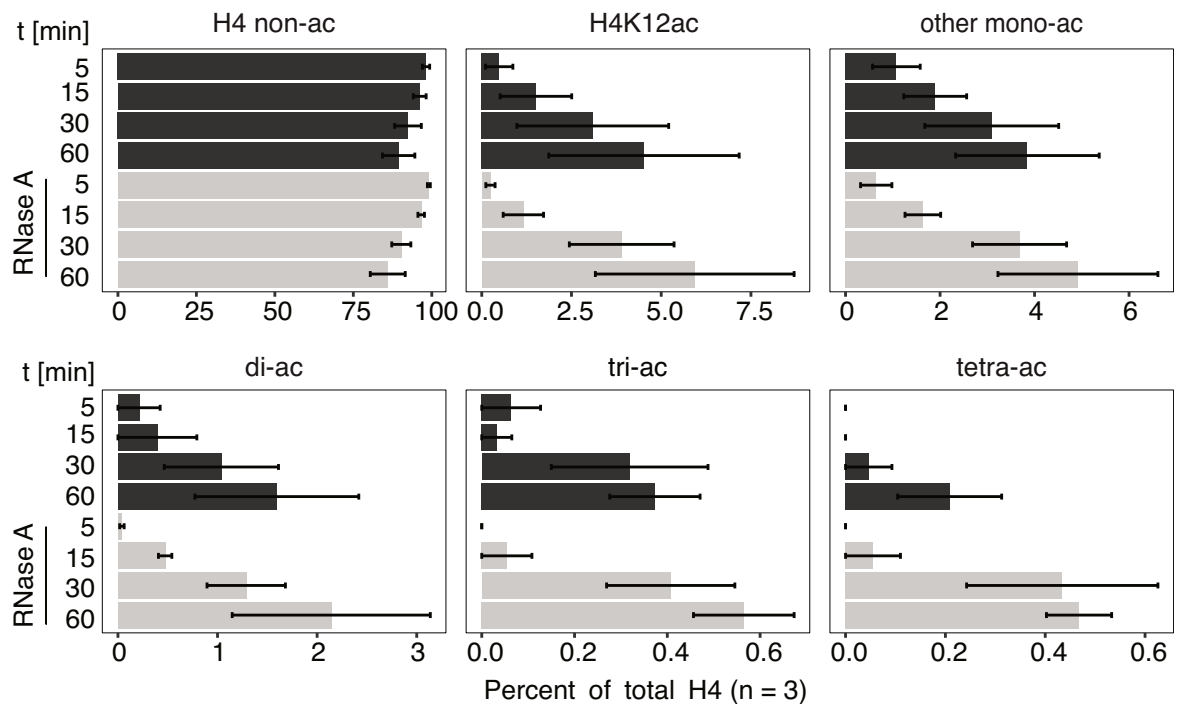 t [min] H4 non-ac H4K12ac other mono-ac
5
15
30
60
RNase A
5
15
30
60
0 25 50 75 100 0.0 2.5 5.0 7.5 0 2 4 6
t [min] di-ac tri-ac tetra-ac
5
15
30
60
RNase A
5
15
30
60
0 1 2 3 0.0 0.2 0.4 0.6 0.0 0.2 0.4 0.6
Percent of total H4 (n = 3)